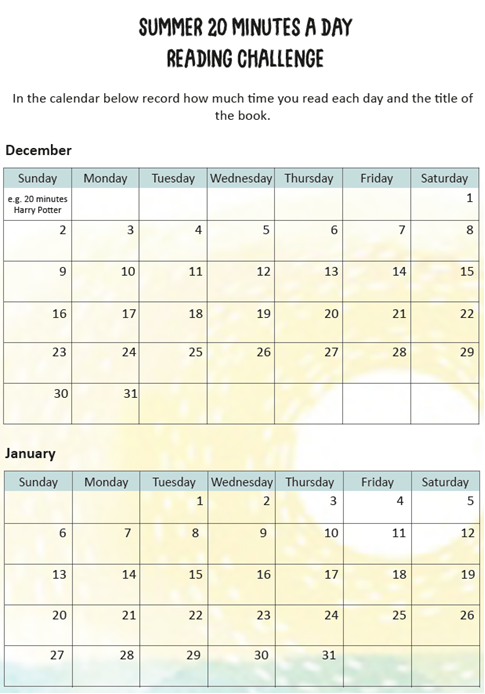 SUMMER 20 MINUTES A DAY
READING CHALLENGE
In the calendar below record how much time you read each day and the title of
the book.
December
Sunday Monday Tuesday Wednesday Thursday Friday Saturday
e.g. 20 minutes
Harry Potter
1
2 3 4 5 6 7 8
9 10 11 12 13 14 15
16 17 18 19 20 21 22
23 24 25 26 27 28 29
30 31
January
Sunday Monday Tuesday Wednesday Thursday Friday Saturday
1 2 3 4 5
6 7 8 9 10 11 12
13 14 15 16 17 18 19
20 21 22 23 24 25 26
27 28 29 30 31